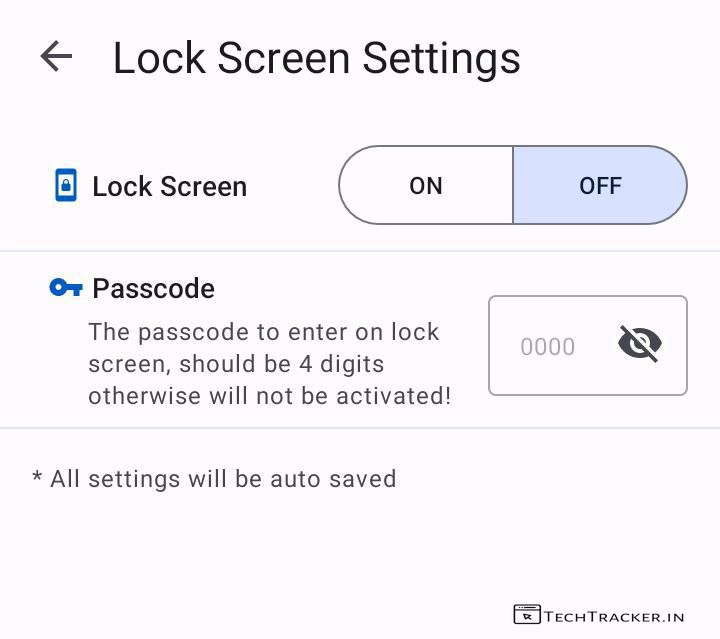 Lock Screen Settings
Lock Screen
ON
OFF
Passcode
The passcode to enter on lock
screen, should be 4 digits
otherwise will not be activated!
0000
* All settings will be auto saved
TECHTRACKER.IN